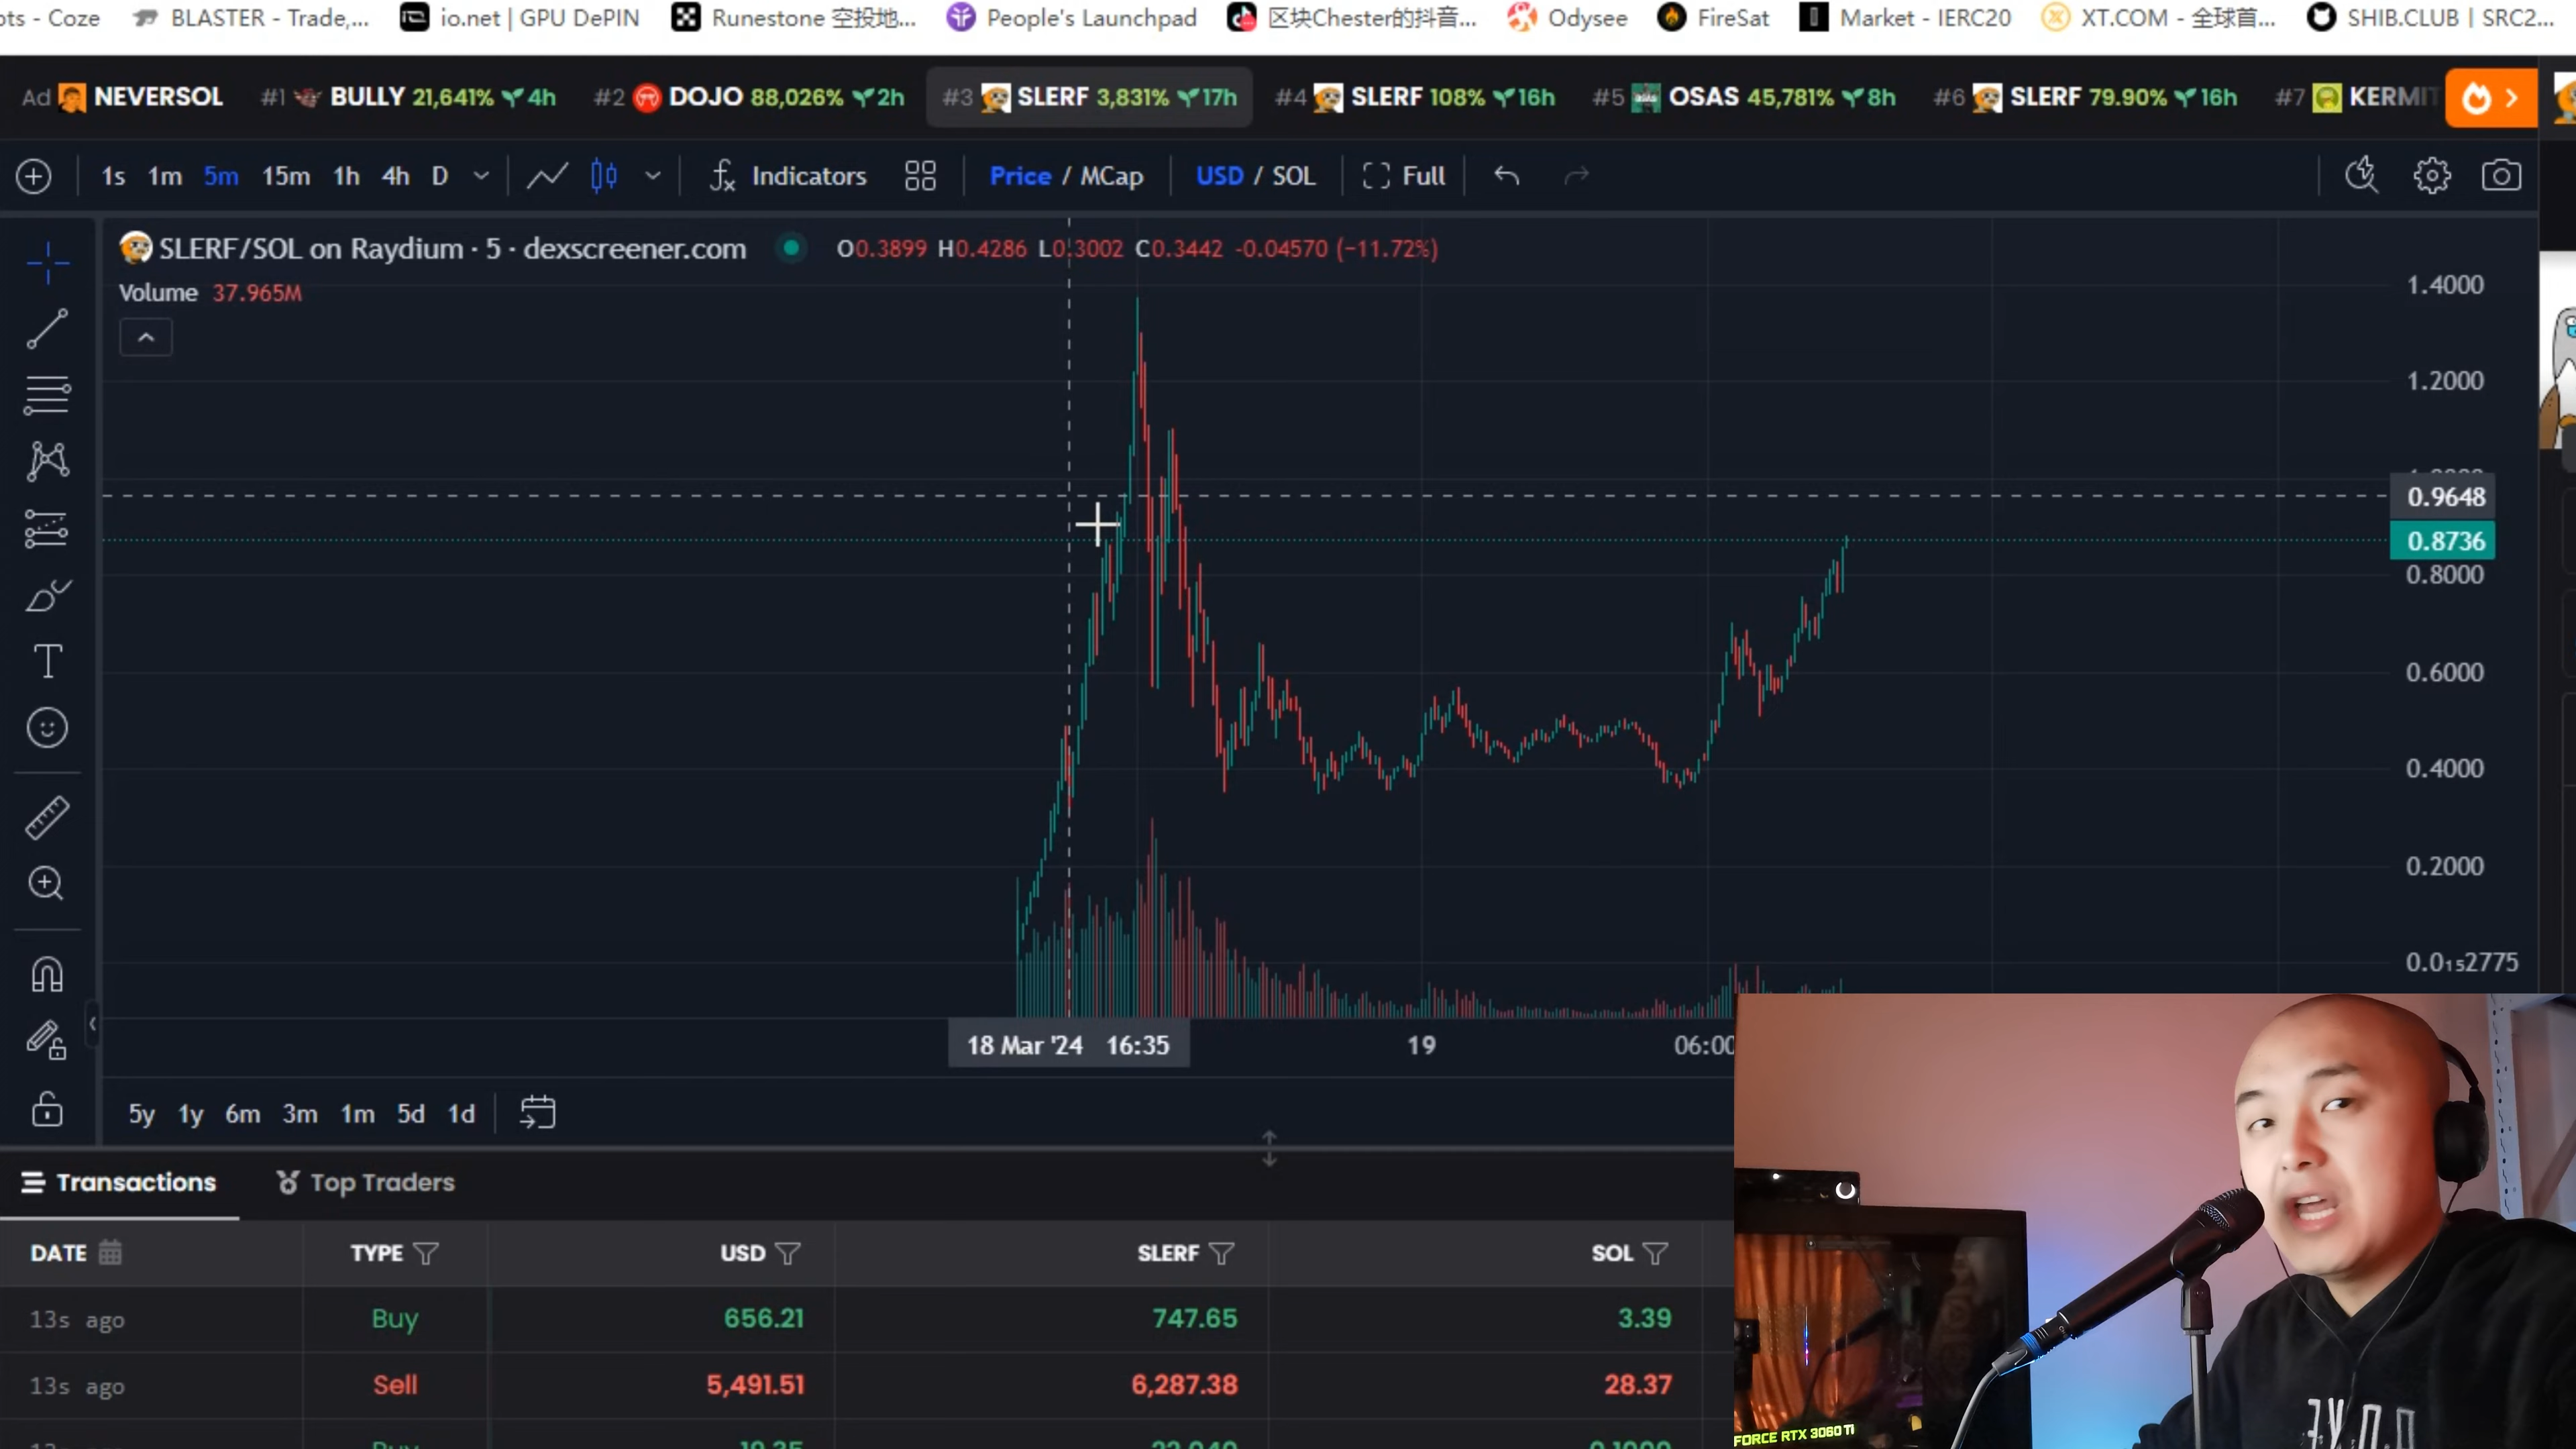 ots - Coze BLASTER - Trade,... io.net | GPU DePIN Runestone 空投地... People's Launchpad 区块Chester的抖音... Odysee FireSat Market - IERC20 XT.COM - 全球首... SHIB.CLUB | SRC2...
Ad NEVERSOL #1 BULLY 21,641% 4h #2 DOJO 88,026% 2h #3 SLERF 3,831% 17h #4 SLERF 108% 16h #5 OSAS 45,781% 8h #6 SLERF 79.90% 16h #7 KERMIT
1s 1m 5m 15m 1h 4h D Indicators Price / MCap USD / SOL Full
SLERF/SOL on Raydium · 5 · dexscreener.com O0.3899 H0.4286 L0.3002 C0.3442 -0.04570 (−11.72%)
Volume 37.965M
1.4000
1.2000
0.9648
0.8736
0.8000
0.6000
0.4000
0.2000
0.0₁₅2775
18 Mar '24 16:35 19 06:00
5y 1y 6m 3m 1m 5d 1d
Transactions Top Traders
DATE TYPE USD SLERF SOL
13s ago Buy 656.21 747.65 3.39
13s ago Sell 5,491.51 6,287.38 28.37
FORCE RTX 3060 TI